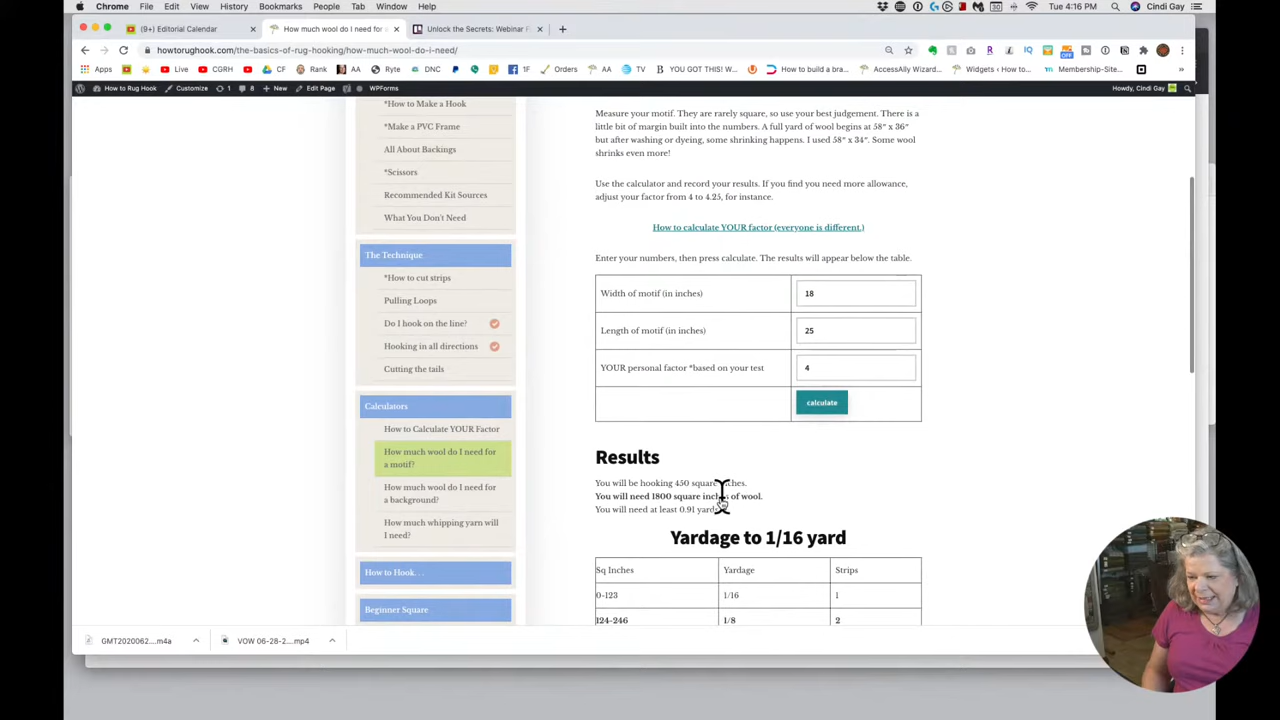 Chrome File Edit View History Bookmarks People Tab Window Help 100% Sun 4:16 PM Cindi Gay
(9+) Editorial Calendar
How much wool do I need for
Unlock the Secrets: Webinar F
howtorughook.com/the-basics-of-rug-hooking/how-much-wool-do-i-need/
Apps Live CGRH Rank AA Ryte DNC CF 1F Orders AA TV YOU GOT THIS! W... How to build a bra... AccessAlly Wizard... Widgets ‹ How to... Membership-Site...
How to Rug Hook Customize 1 8 New Edit Page WPForms Howdy, Cindi Gay
*How to Make a Hook
*Make a PVC Frame
All About Backings
*Scissors
Recommended Kit Sources
What You Don't Need
The Technique
*How to cut strips
Pulling Loops
Do I hook on the line?
Hooking in all directions
Cutting the tails
Calculators
How to Calculate YOUR Factor
How much wool do I need for
a motif?
How much wool do I need for
a background?
How much whipping yarn will
I need?
How to Hook. . .
Beginner Square
Measure your motif. They are rarely square, so use your best judgement. There is a
little bit of margin built into the numbers. A full yard of wool begins at 58″ x 36″
but after washing or dyeing, some shrinking happens. I used 58″ x 34″. Some wool
shrinks even more!
Use the calculator and record your results. If you find you need more allowance,
adjust your factor from 4 to 4.25, for instance.
How to calculate YOUR factor (everyone is different.)
Enter your numbers, then press calculate. The results will appear below the table.
Width of motif (in inches) 18
Length of motif (in inches) 25
YOUR personal factor *based on your test 4
calculate
Results
You will be hooking 450 square inches.
You will need 1800 square inches of wool.
You will need at least 0.91 yards
Yardage to 1/16 yard
Sq Inches Yardage Strips
0-123 1/16 1
124-246 1/8 2
GMT2020062....m4a
VOW 06-28-2....mp4